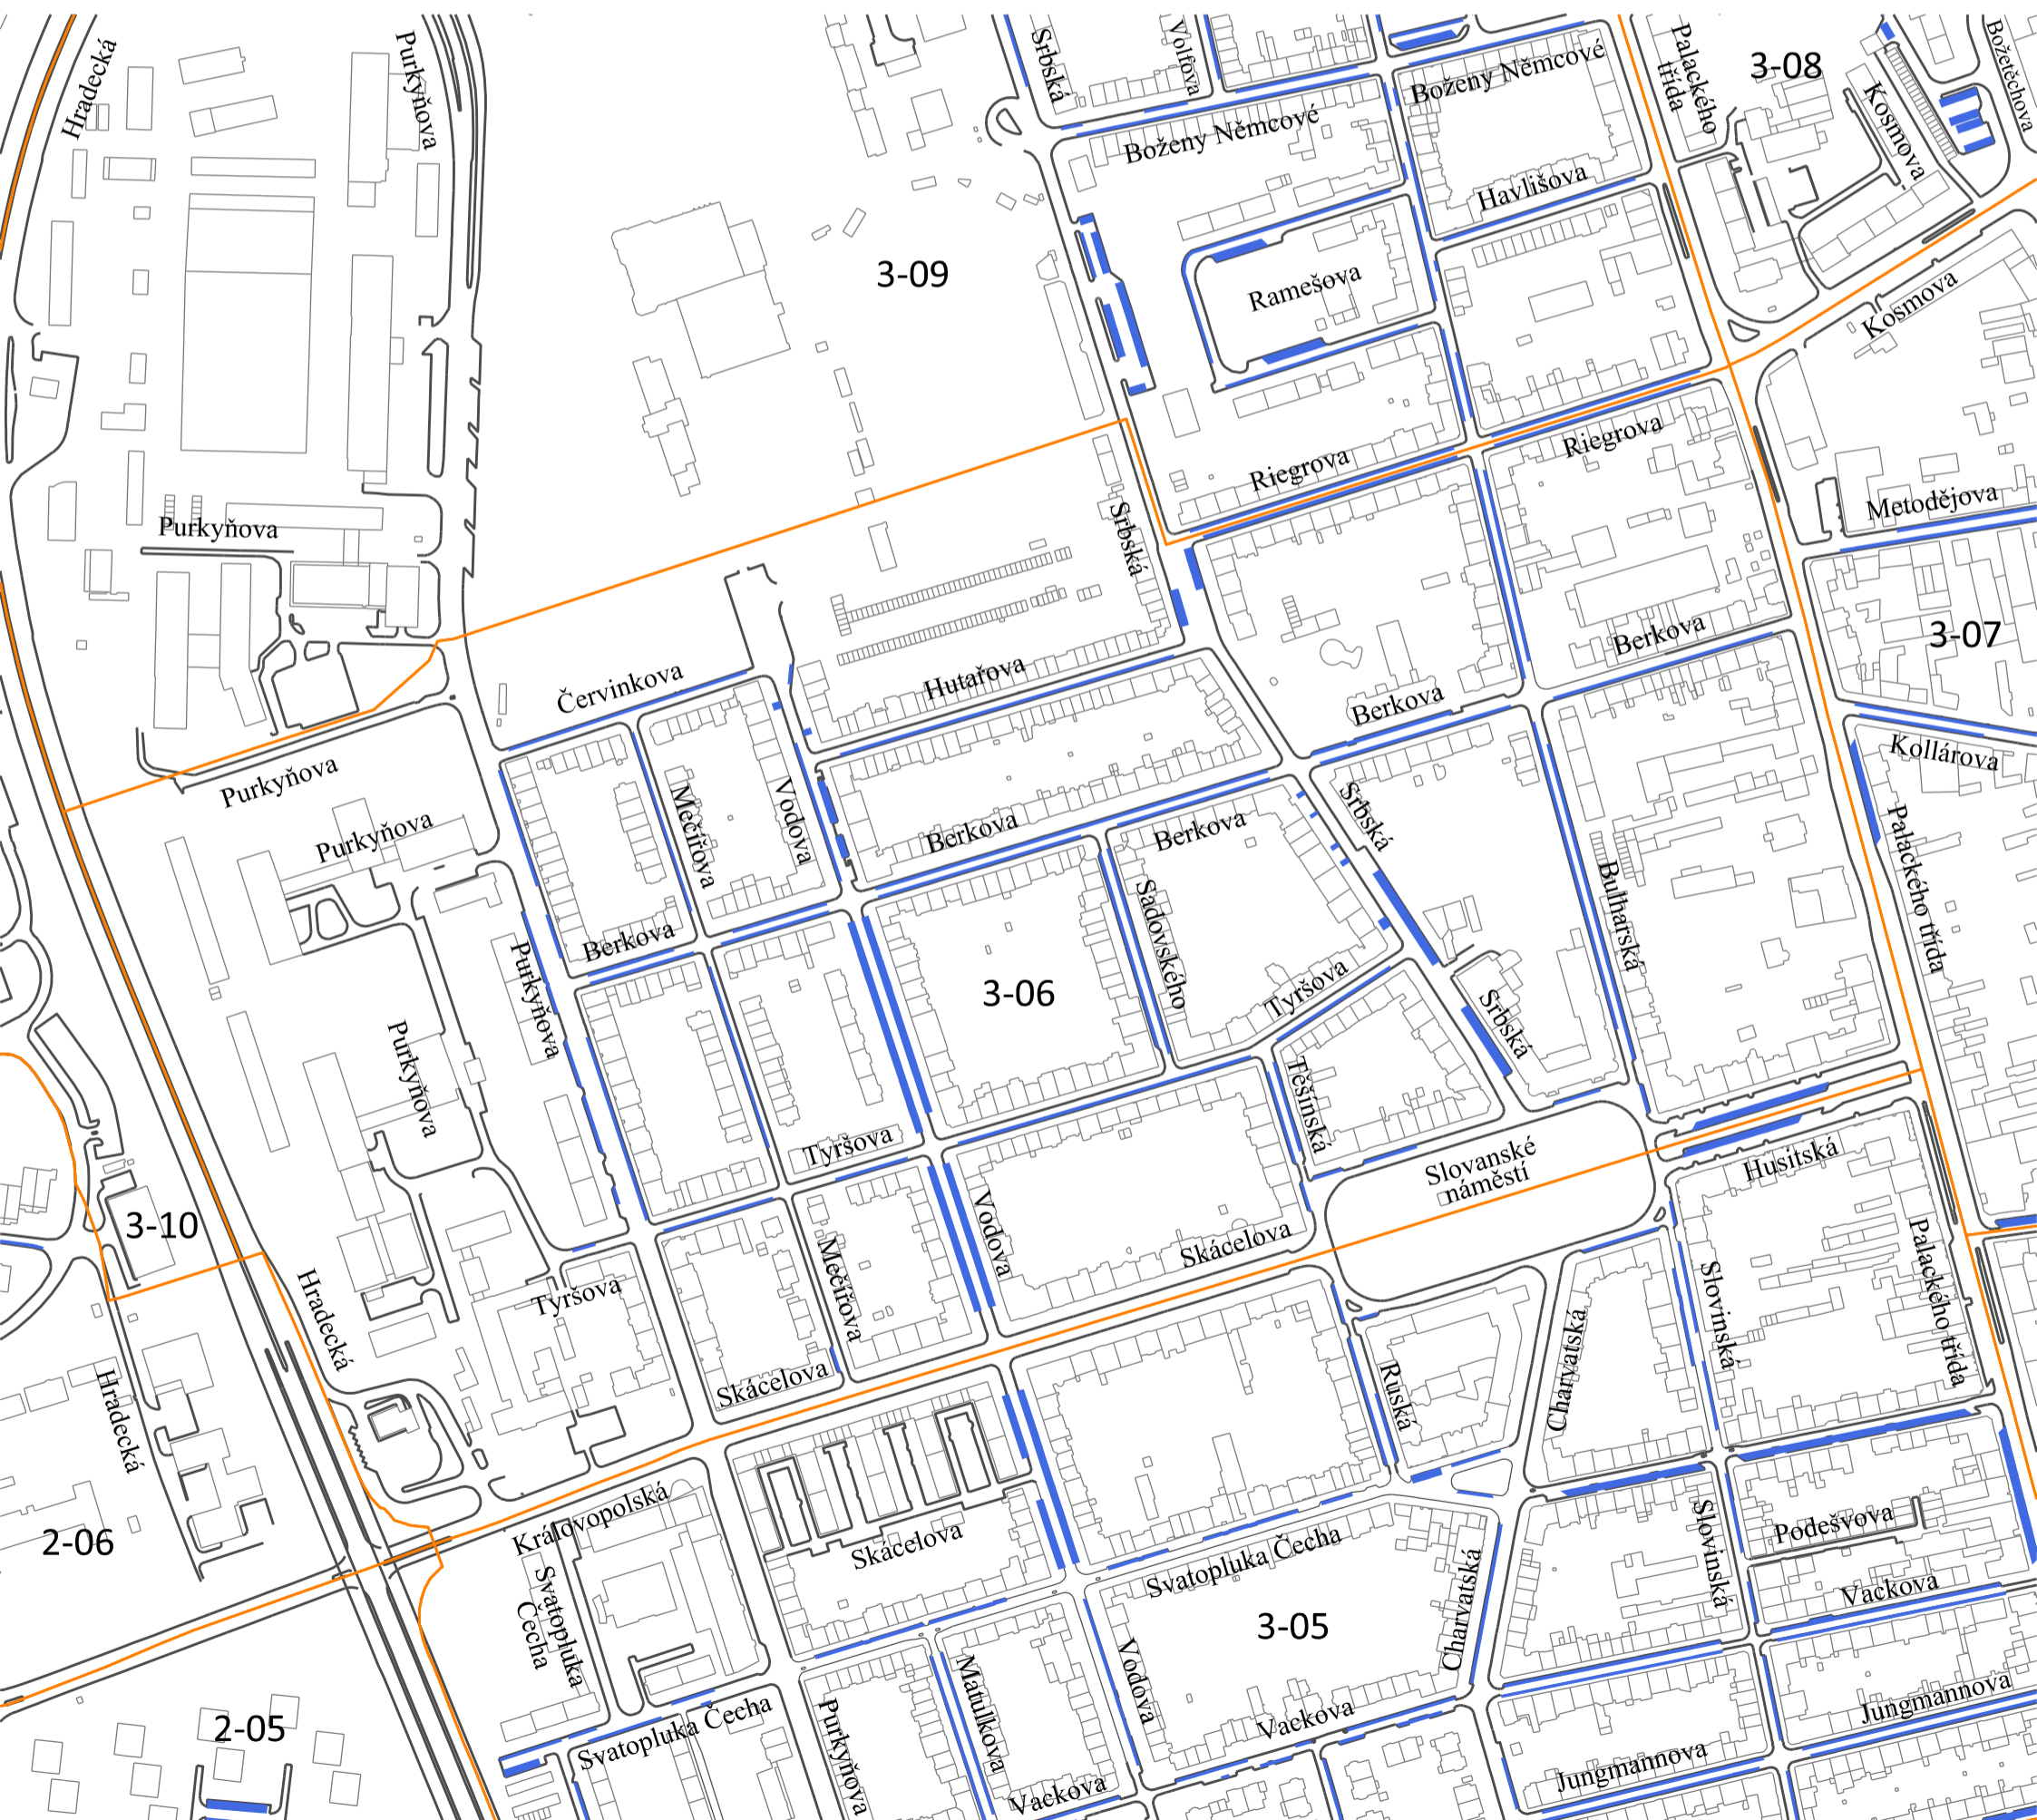 Hradecká
Purkyňova
Srbská
Volfova
Boženy Němcové
Palackého
třída
3-08
Kosmova
Božetěchova
Boženy Němcové
Havlišova
3-09
Ramešova
Kosmova
Riegrova
Riegrova
Metodějova
Purkyňova
Srbská
3-07
Berkova
Hutařova
Červinkova
Berkova
Kollárova
Purkyňova
Purkyňova
Mečířova
Vodova
Berkova
Berkova
Srbská
Palackého třída
Bulharská
Sadovského
Berkova
Purkyňova
3-06
Tyršova
Srbská
Purkyňova
Těšínská
Tyršova
Slovanské
náměstí
Husitská
3-10
Vodova
Skácelova
Palackého třída
Hradecká
Tyršova
Mečířova
Slovinská
Charvatská
Ruská
Hradecká
Skácelova
Královopolská
Skácelova
Slovinská
Podešvova
2-06
Svatopluka
Čecha
Svatopluka Čecha
Charvatská
Vackova
3-05
Vodova
Matulkova
Purkyňova
Svatopluka Čecha
Vackova
Jungmannova
2-05
Jungmannova
Vackova